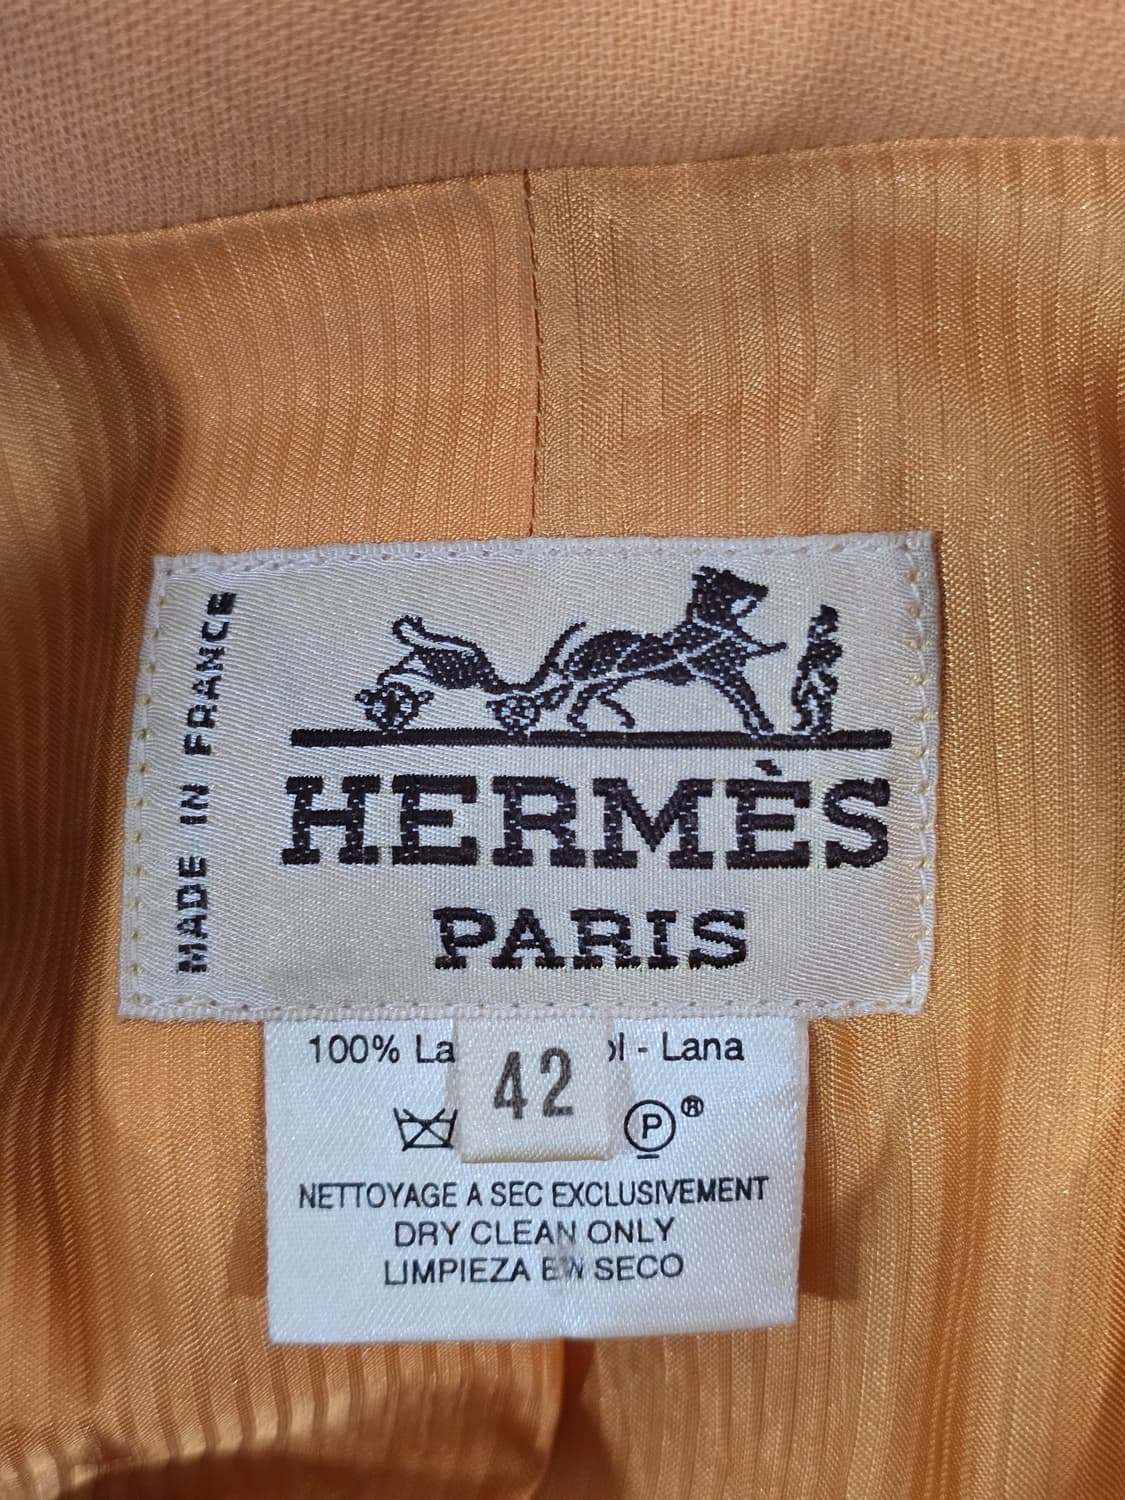 MADE IN FRANCE
HERMÈS
PARIS
42
100% La ol - Lana
P ®
NETTOYAGE A SEC EXCLUSIVEMENT
DRY CLEAN ONLY
LIMPIEZA EN SECO